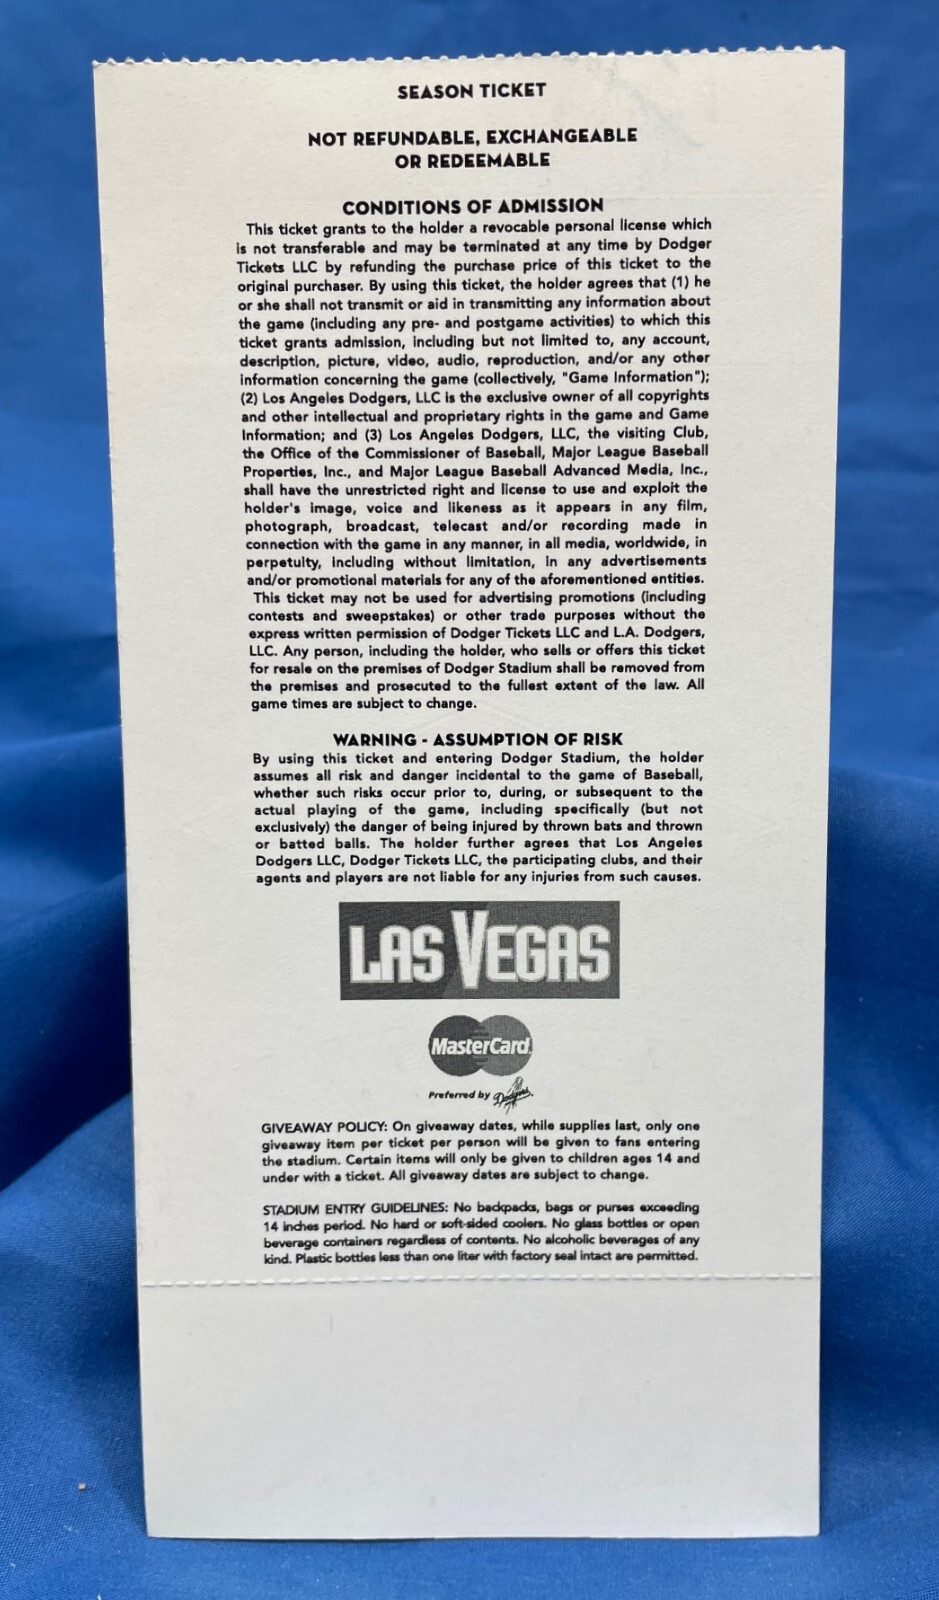 SEASON TICKET
NOT REFUNDABLE, EXCHANGEABLE
OR REDEEMABLE
CONDITIONS OF ADMISSION
This ticket grants to the holder a revocable personal license which
is not transferable and may be terminated at any time by Dodger
Tickets LLC by refunding the purchase price of this ticket to the
original purchaser. By using this ticket, the holder agrees that (1) he
or she shall not transmit or aid in transmitting any information about
the game (including any pre- and postgame activities) to which this
ticket grants admission, including but not limited to, any account,
description, picture, video, audio, reproduction, and/or any other
information concerning the game (collectively, "Game Information");
(2) Los Angeles Dodgers, LLC is the exclusive owner of all copyrights
and other intellectual and proprietary rights in the game and Game
Information; and (3) Los Angeles Dodgers, LLC, the visiting Club,
the Office of the Commissioner of Baseball, Major League Baseball
Properties, Inc., and Major League Baseball Advanced Media, Inc.,
shall have the unrestricted right and license to use and exploit the
holder's image, voice and likeness as it appears in any film,
photograph, broadcast, telecast and/or recording made in
connection with the game in any manner, in all media, worldwide, in
perpetuity, including without limitation, in any advertisements
and/or promotional materials for any of the aforementioned entities.
This ticket may not be used for advertising promotions (including
contests and sweepstakes) or other trade purposes without the
express written permission of Dodger Tickets LLC and L.A. Dodgers,
LLC. Any person, including the holder, who sells or offers this ticket
for resale on the premises of Dodger Stadium shall be removed from
the premises and prosecuted to the fullest extent of the law. All
game times are subject to change.
WARNING - ASSUMPTION OF RISK
By using this ticket and entering Dodger Stadium, the holder
assumes all risk and danger incidental to the game of Baseball,
whether such risks occur prior to, during, or subsequent to the
actual playing of the game, including specifically (but not
exclusively) the danger of being injured by thrown bats and thrown
or batted balls. The holder further agrees that Los Angeles
Dodgers LLC, Dodger Tickets LLC, the participating clubs, and their
agents and players are not liable for any injuries from such causes.
LAS VEGAS
MasterCard
Preferred by Dodgers
GIVEAWAY POLICY: On giveaway dates, while supplies last, only one
giveaway item per ticket per person will be given to fans entering
the stadium. Certain items will only be given to children ages 14 and
under with a ticket. All giveaway dates are subject to change.
STADIUM ENTRY GUIDELINES: No backpacks, bags or purses exceeding
14 inches period. No hard or soft-sided coolers. No glass bottles or open
beverage containers regardless of contents. No alcoholic beverages of any
kind. Plastic bottles less than one liter with factory seal intact are permitted.